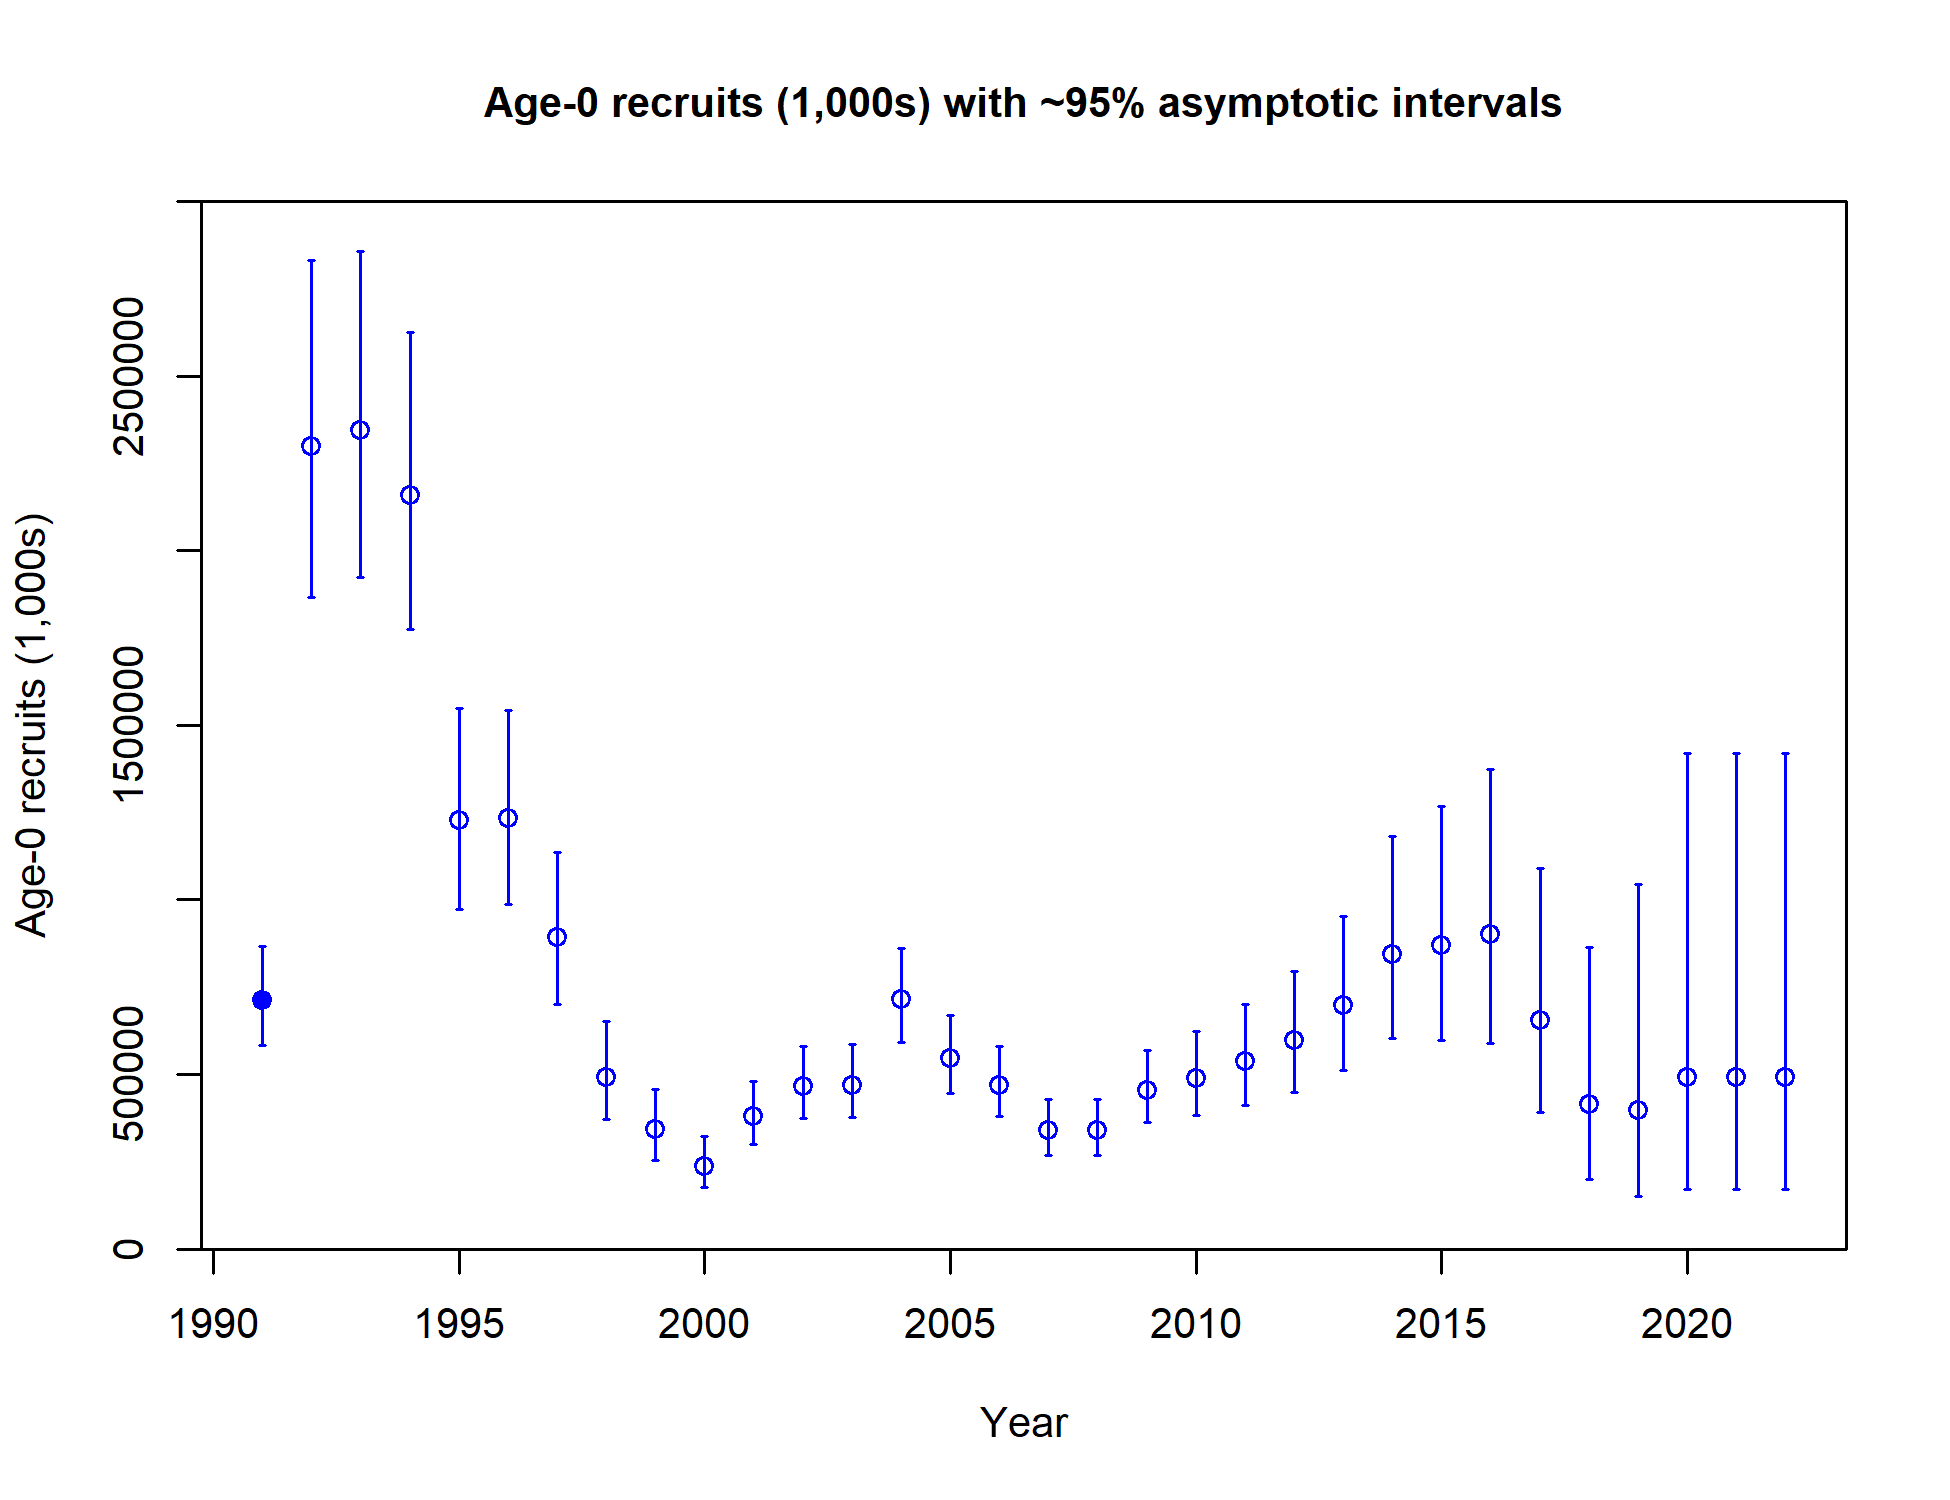 Age-0 recruits (1,000s) with ~95% asymptotic intervals
Age-0 recruits (1,000s)
2500000
1500000
500000
0
1990 1995 2000 2005 2010 2015 2020
Year